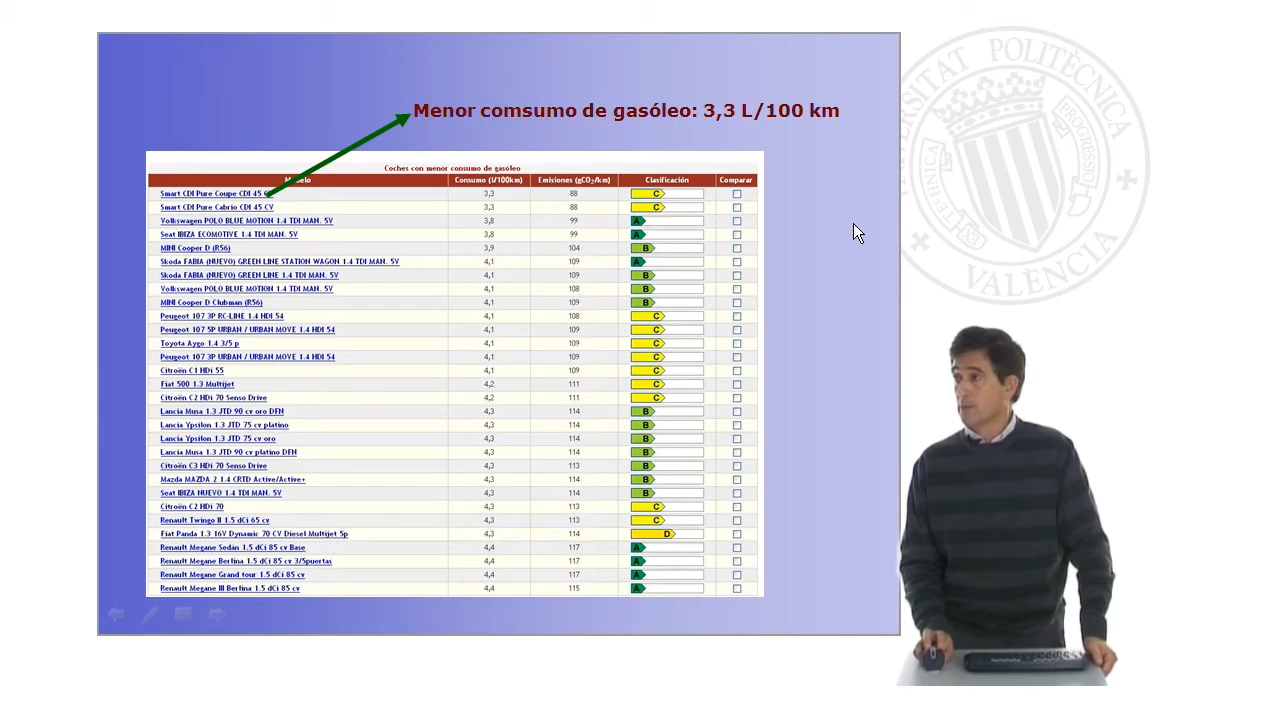 UNIVERSITAT POLITÈCNICA
DE VALÈNCIA
TECHNICA
PROGRESSIO
Menor comsumo de gasóleo: 3,3 L/100 km
Coches con menor consumo de gasóleo
Modelo Consumo (l/100km) Emisiones (gCO2/km) Clasificación Comparar
Smart CDI Pure Coupe CDI 45 3,3 88 C
Smart CDI Pure Cabrio CDI 45 CV 3,3 88 C
Volkswagen POLO BLUE MOTION 1.4 TDI MAN. 5V 3,8 99 A
Seat IBIZA ECOMOTIVE 1.4 TDI MAN. 5V 3,8 99 A
MINI Cooper D (R56) 3,9 104 B
Skoda FABIA (NUEVO) GREEN LINE STATION WAGON 1.4 TDI MAN. 5V 4,1 109 A
Skoda FABIA (NUEVO) GREEN LINE 1.4 TDI MAN. 5V 4,1 109 B
Volkswagen POLO BLUE MOTION 1.4 TDI MAN. 5V 4,1 108 B
MINI Cooper D Clubman (R56) 4,1 109 B
Peugeot 107 3P RC-LINE 1.4 HDI 54 4,1 108 C
Peugeot 107 5P URBAN / URBAN MOVE 1.4 HDI 54 4,1 109 C
Toyota Aygo 1.4 3/5 p 4,1 109 C
Peugeot 107 3P URBAN / URBAN MOVE 1.4 HDI 54 4,1 109 C
Citroën C1 HDi 55 4,1 109 C
Fiat 500 1.3 Multijet 4,2 111 C
Citroën C2 HDi 70 Senso Drive 4,2 111 C
Lancia Musa 1.3 JTD 90 cv oro DFN 4,3 114 B
Lancia Ypsilon 1.3 JTD 75 cv platino 4,3 114 B
Lancia Ypsilon 1.3 JTD 75 cv oro 4,3 114 B
Lancia Musa 1.3 JTD 90 cv platino DFN 4,3 114 B
Citroën C3 HDi 70 Senso Drive 4,3 113 B
Mazda MAZDA 2 1.4 CRTD Active/Active+ 4,3 114 B
Seat IBIZA NUEVO 1.4 TDI MAN. 5V 4,3 114 B
Citroën C2 HDi 70 4,3 113 C
Renault Twingo II 1.5 dCi 65 cv 4,3 113 C
Fiat Panda 1.3 16V Dynamic 70 CV Diesel Multijet 5p 4,3 114 D
Renault Megane Sedan 1.5 dCi 85 cv Base 4,4 117 A
Renault Megane Berlina 1.5 dCi 85 cv 3/5puertas 4,4 117 A
Renault Megane Grand tour 1.5 dCi 85 cv 4,4 117 A
Renault Megane III Berlina 1.5 dCi 85 cv 4,4 115 A